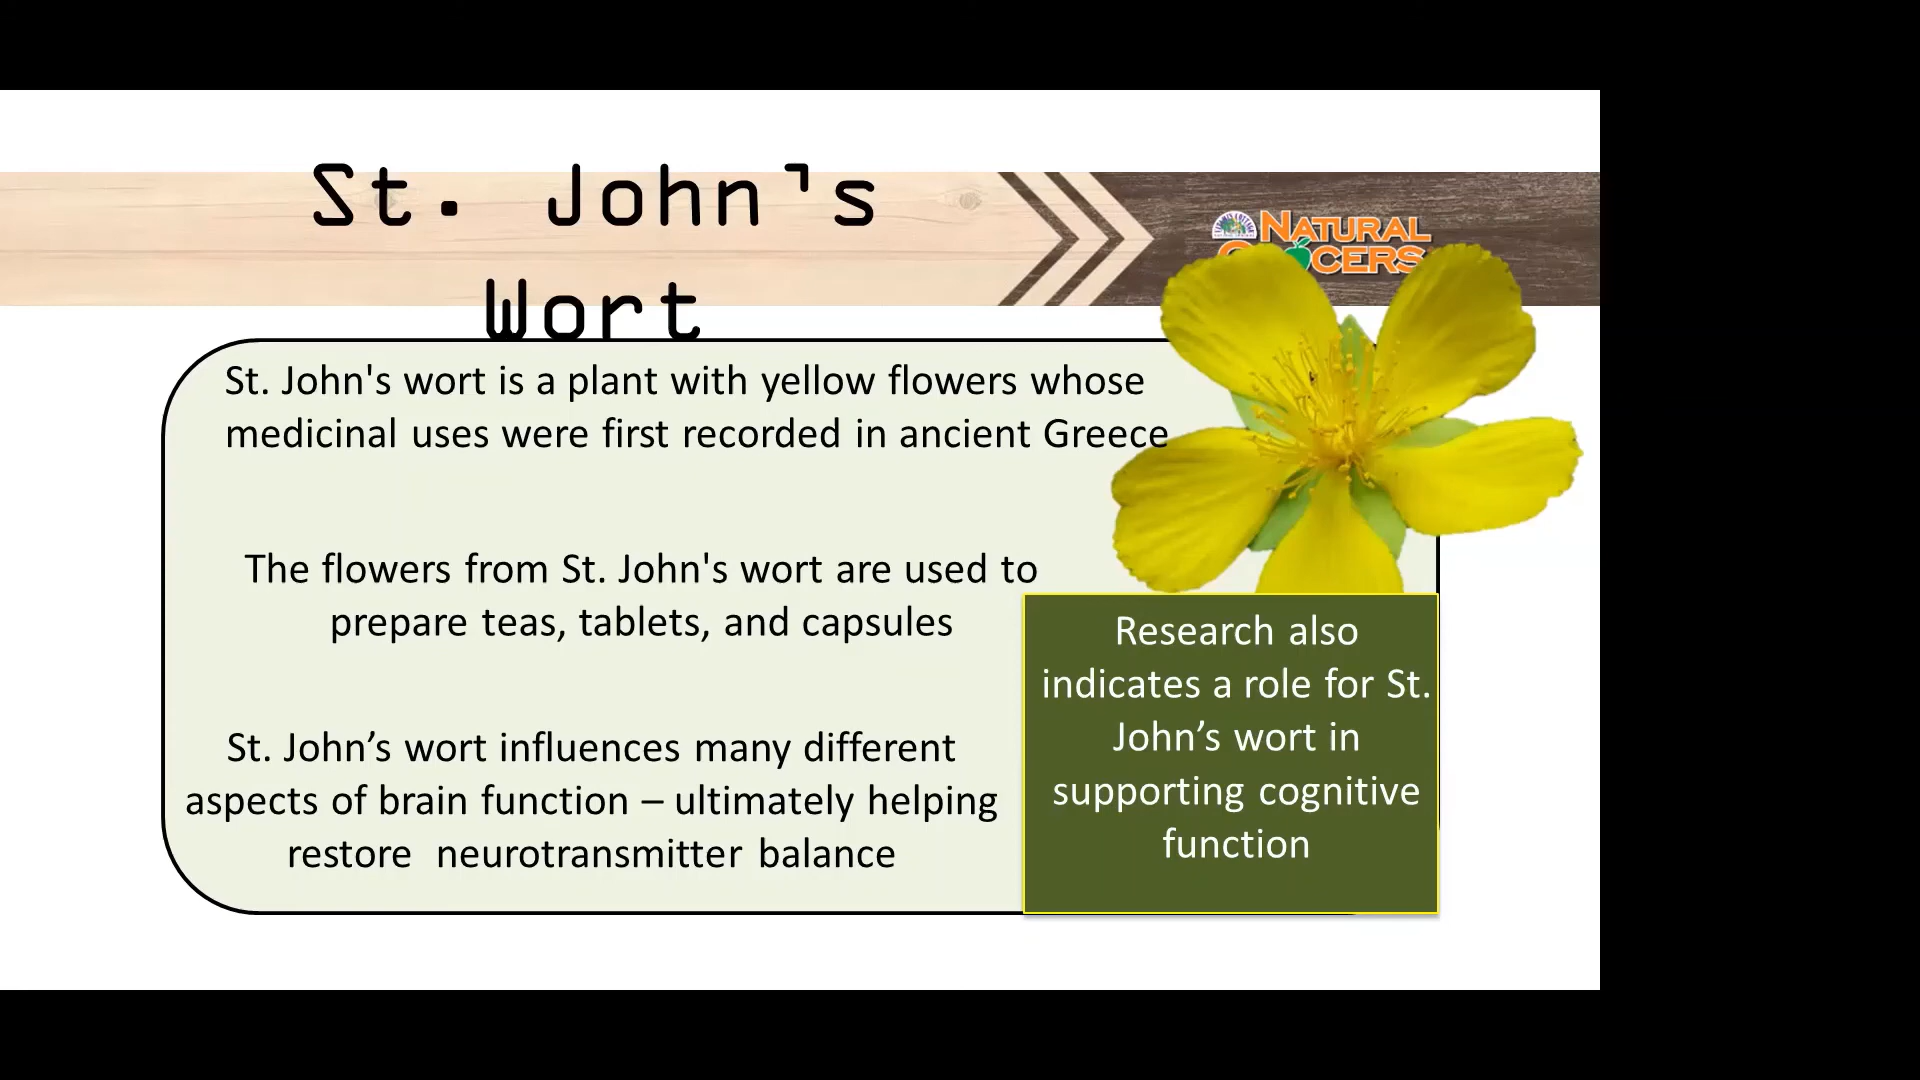 St. John's
Wort
NATURAL
CERS
St. John's wort is a plant with yellow flowers whose
medicinal uses were first recorded in ancient Greece
The flowers from St. John's wort are used to
prepare teas, tablets, and capsules
St. John’s wort influences many different
aspects of brain function – ultimately helping
restore neurotransmitter balance
Research also
indicates a role for St.
John’s wort in
supporting cognitive
function